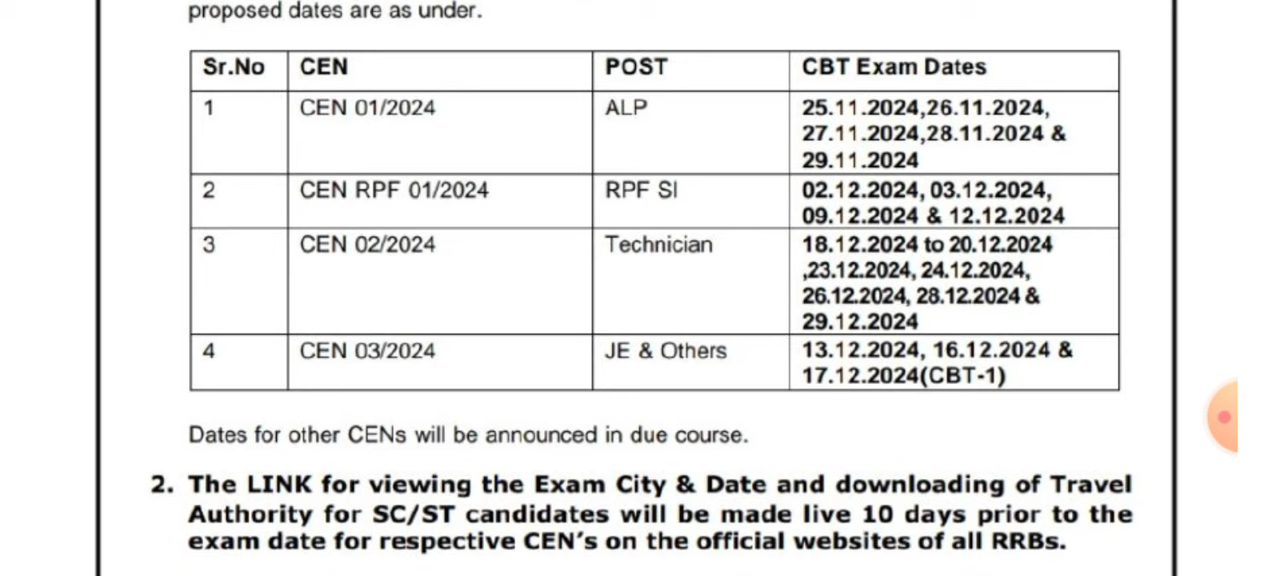 proposed dates are as under.
Sr.No CEN POST CBT Exam Dates
1 CEN 01/2024 ALP 25.11.2024,26.11.2024,
27.11.2024,28.11.2024 &
29.11.2024
2 CEN RPF 01/2024 RPF SI 02.12.2024, 03.12.2024,
09.12.2024 & 12.12.2024
3 CEN 02/2024 Technician 18.12.2024 to 20.12.2024
,23.12.2024, 24.12.2024,
26.12.2024, 28.12.2024 &
29.12.2024
4 CEN 03/2024 JE & Others 13.12.2024, 16.12.2024 &
17.12.2024(CBT-1)
Dates for other CENs will be announced in due course.
2. The LINK for viewing the Exam City & Date and downloading of Travel
Authority for SC/ST candidates will be made live 10 days prior to the
exam date for respective CEN’s on the official websites of all RRBs.